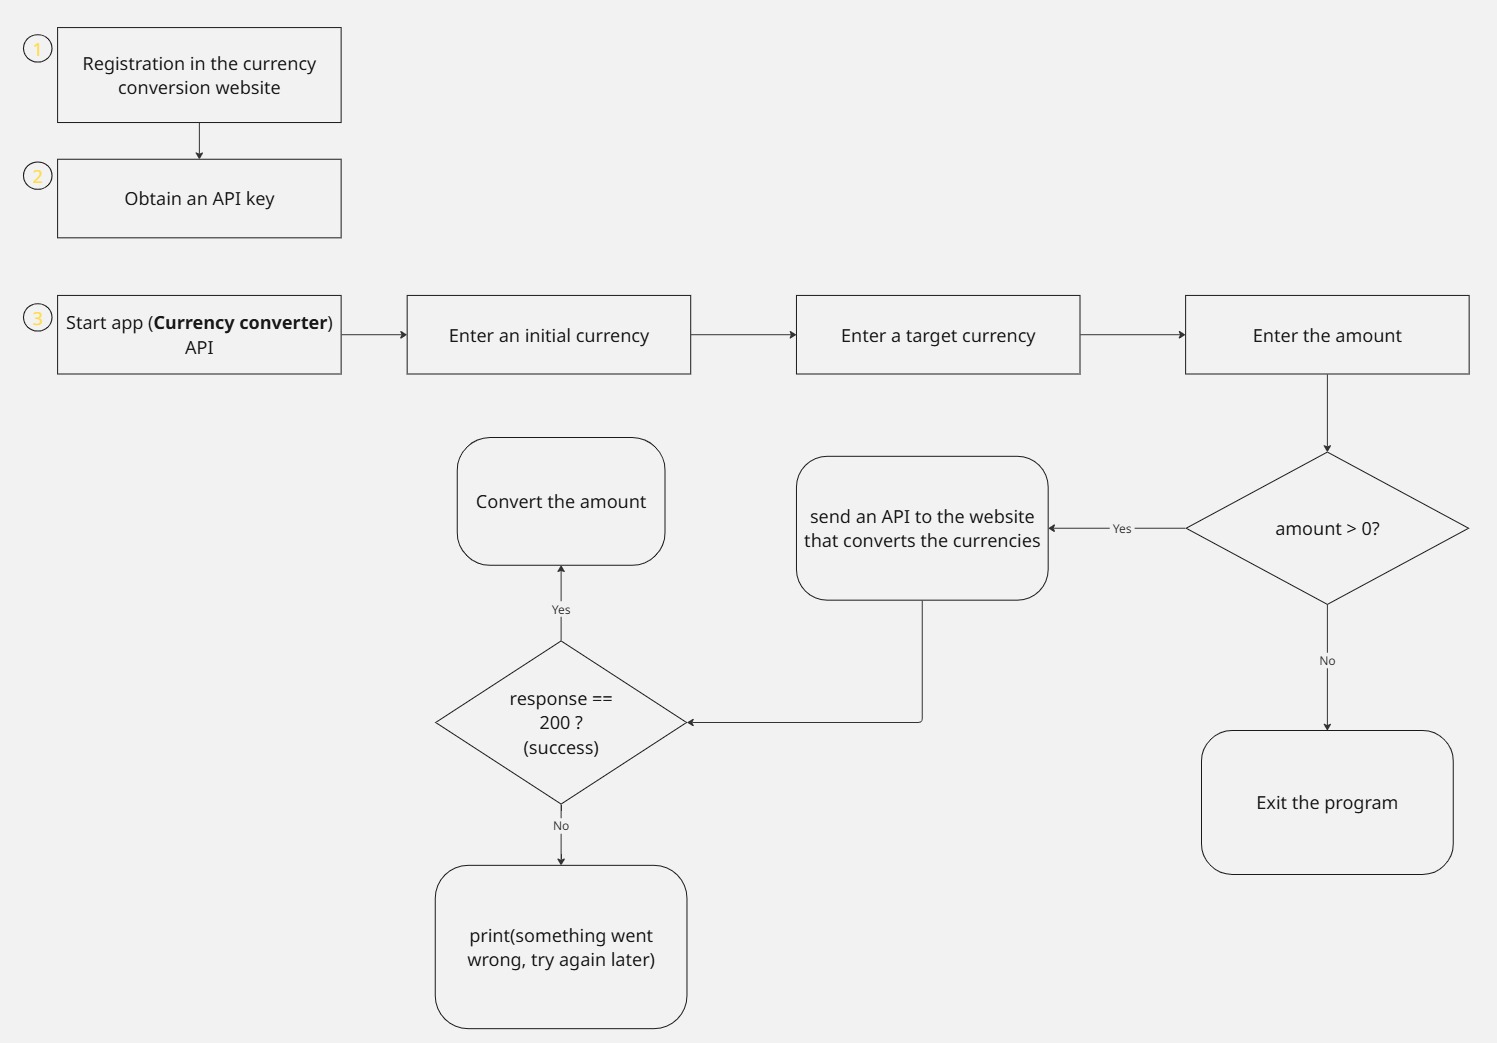 1
Registration in the currency
conversion website
2
Obtain an API key
3
Start app (Currency converter)
API
Enter an initial currency
Enter a target currency
Enter the amount
amount > 0?
Yes
No
send an API to the website
that converts the currencies
Exit the program
response ==
200 ?
(success)
Yes
Convert the amount
No
print(something went
wrong, try again later)